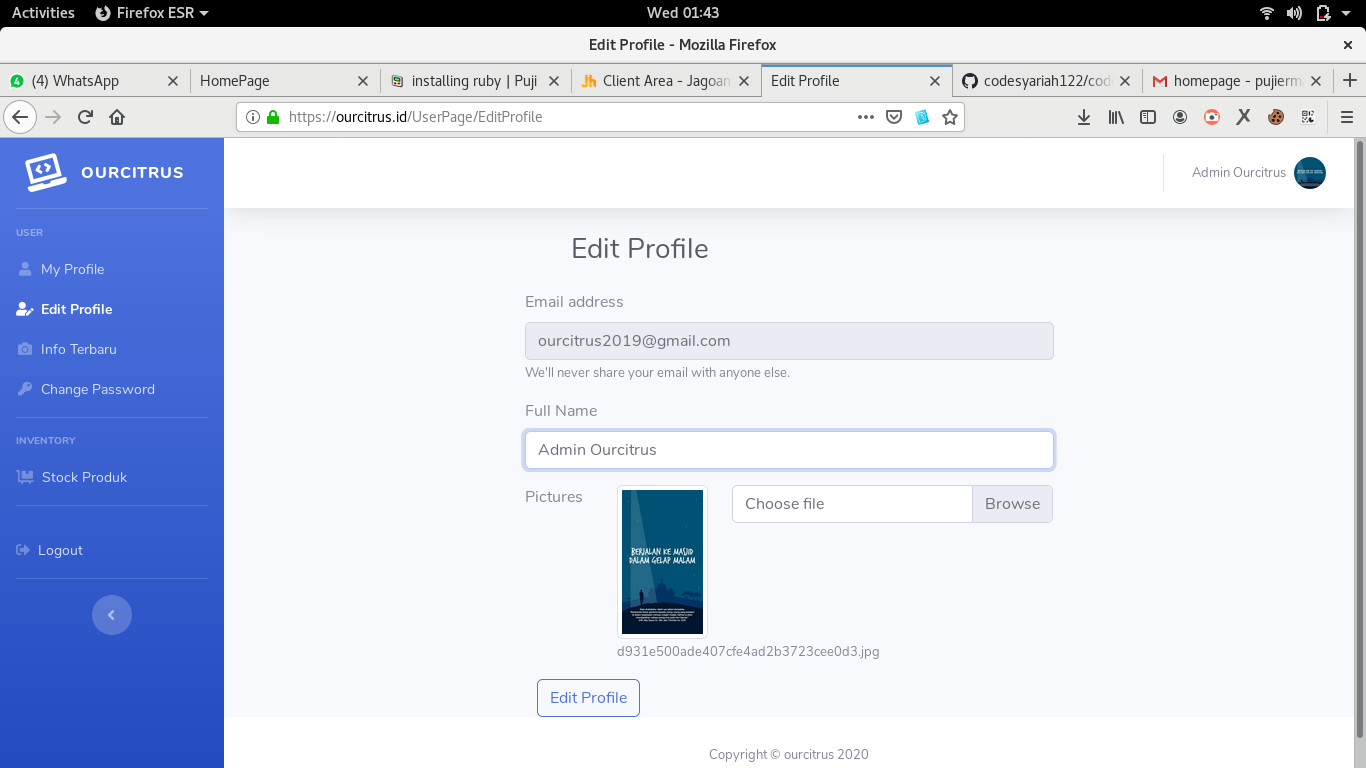 Activities Firefox ESR Wed 01:43
Edit Profile - Mozilla Firefox
(4) WhatsApp HomePage installing ruby | Puji Client Area - Jagoan Edit Profile codesyariah122/cod homepage - pujierm
https://ourcitrus.id/UserPage/EditProfile
OURCITRUS
Admin Ourcitrus
USER
My Profile
Edit Profile
Info Terbaru
Change Password
INVENTORY
Stock Produk
Logout
Edit Profile
Email address
ourcitrus2019@gmail.com
We'll never share your email with anyone else.
Full Name
Admin Ourcitrus
Pictures
BERJALAN KE MASJID
DALAM GELAP MALAM
Choose file Browse
d931e500ade407cfe4ad2b3723cee0d3.jpg
Edit Profile
Copyright © ourcitrus 2020